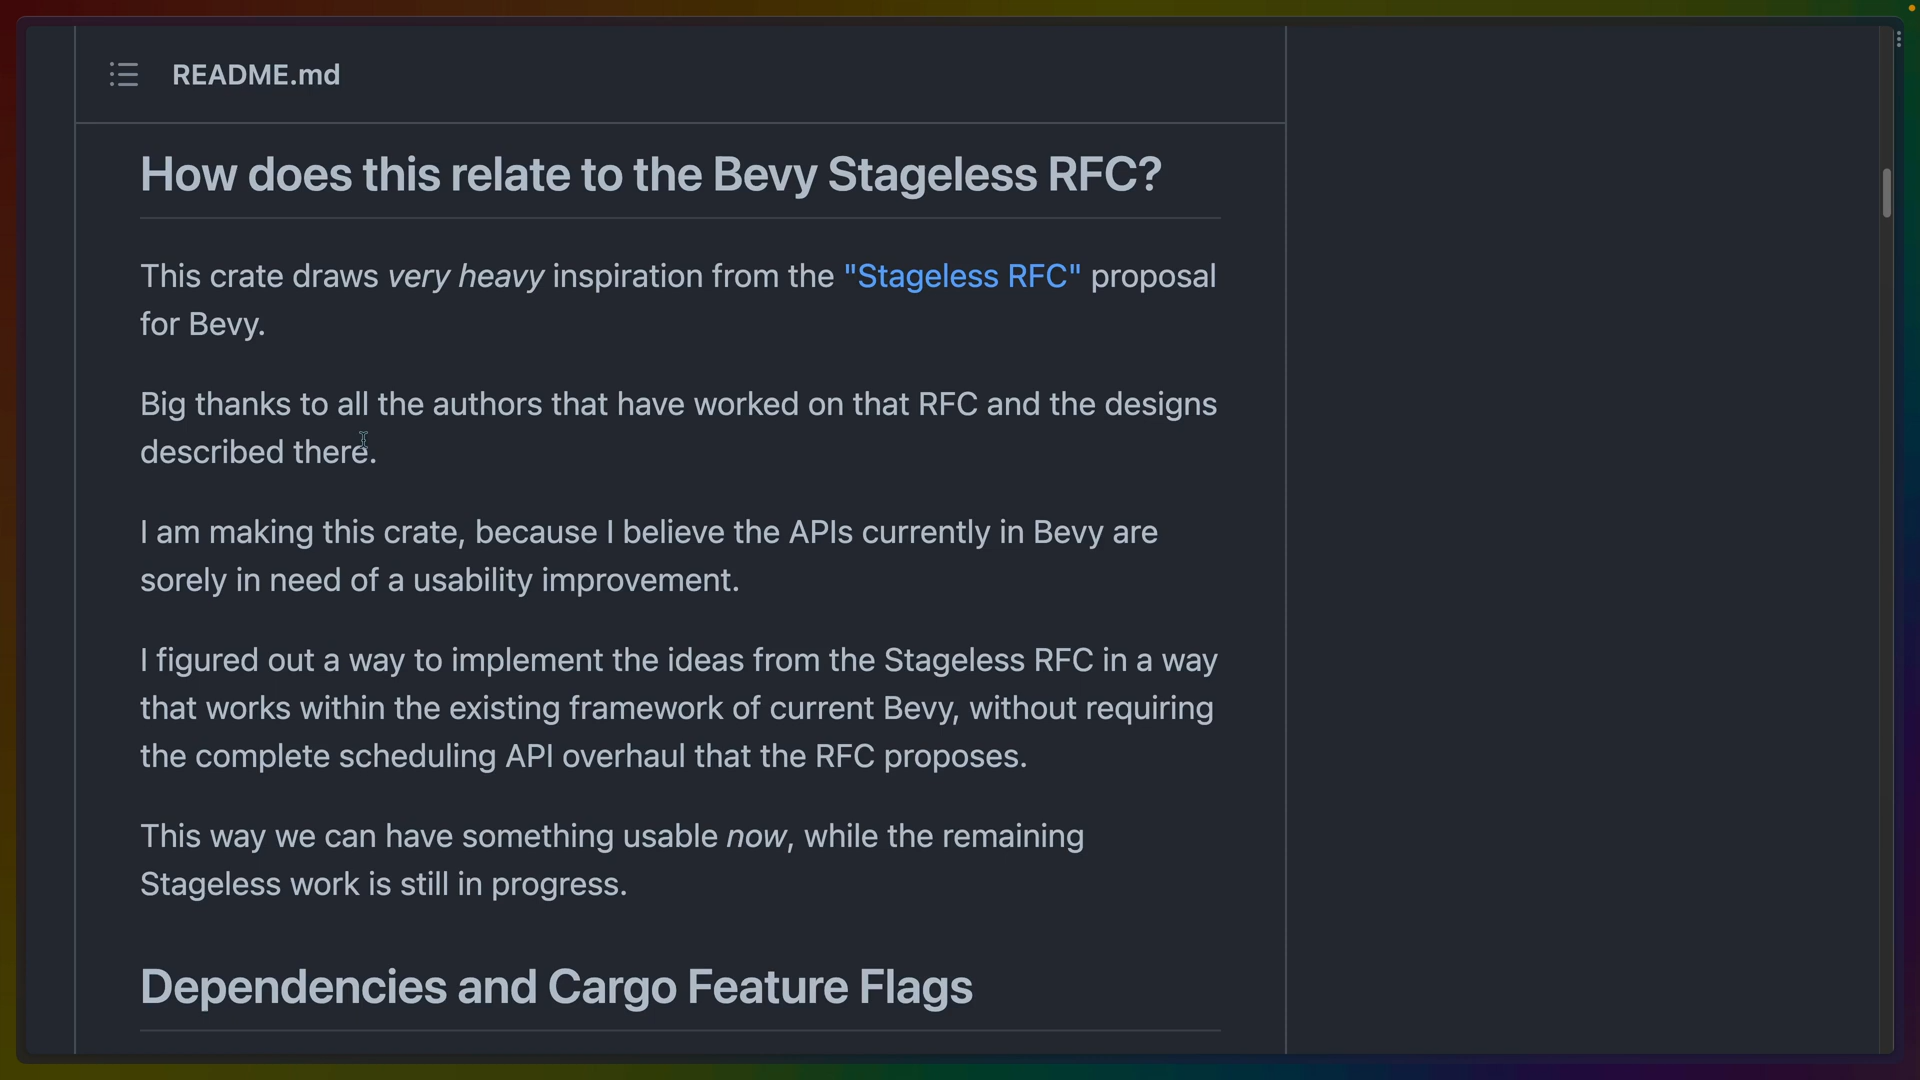 README.md
How does this relate to the Bevy Stageless RFC?
This crate draws very heavy inspiration from the "Stageless RFC" proposal
for Bevy.
Big thanks to all the authors that have worked on that RFC and the designs
described there.
I am making this crate, because I believe the APIs currently in Bevy are
sorely in need of a usability improvement.
I figured out a way to implement the ideas from the Stageless RFC in a way
that works within the existing framework of current Bevy, without requiring
the complete scheduling API overhaul that the RFC proposes.
This way we can have something usable now, while the remaining
Stageless work is still in progress.
Dependencies and Cargo Feature Flags